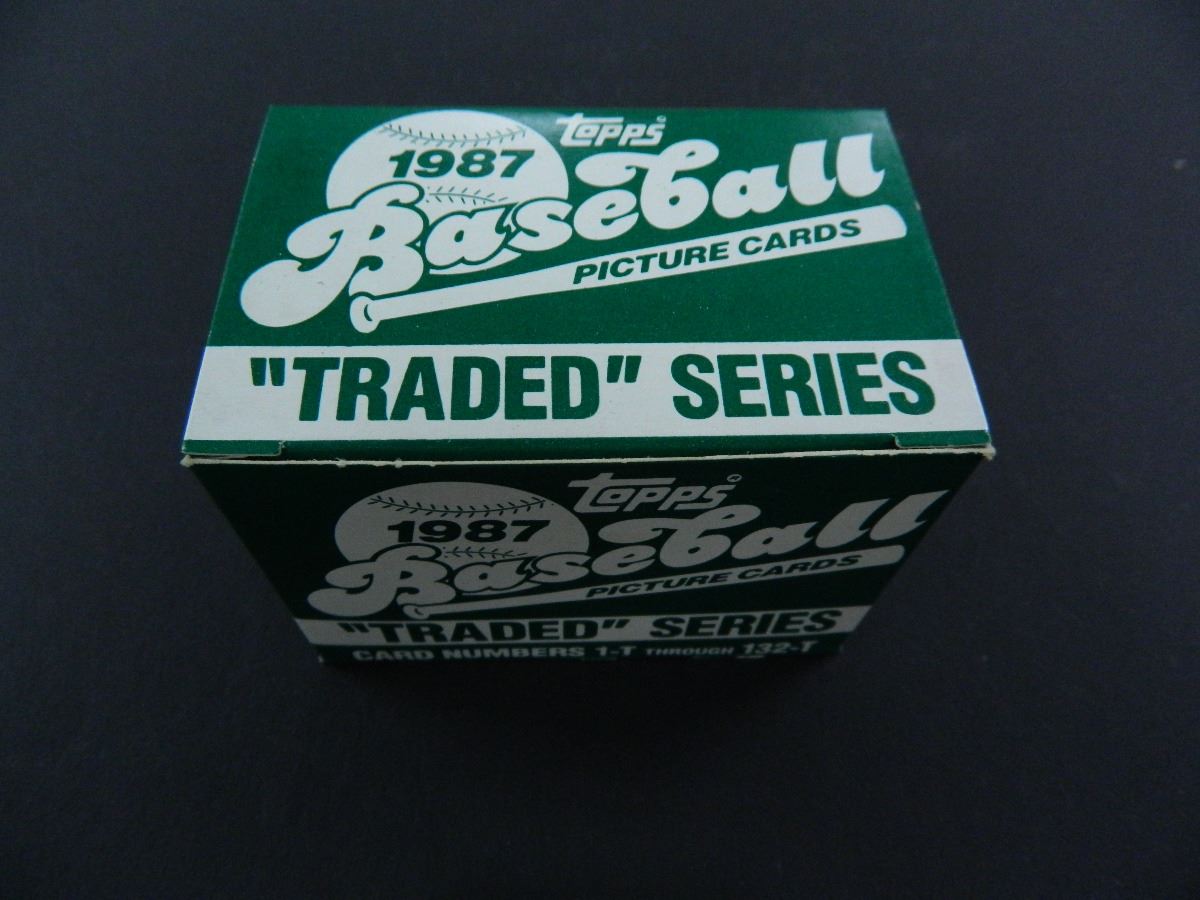 topps
1987
Baseball
PICTURE CARDS
"TRADED" SERIES
topps
1987
Baseball
PICTURE CARDS
"TRADED" SERIES
CARD NUMBERS 1-T THROUGH 132-T